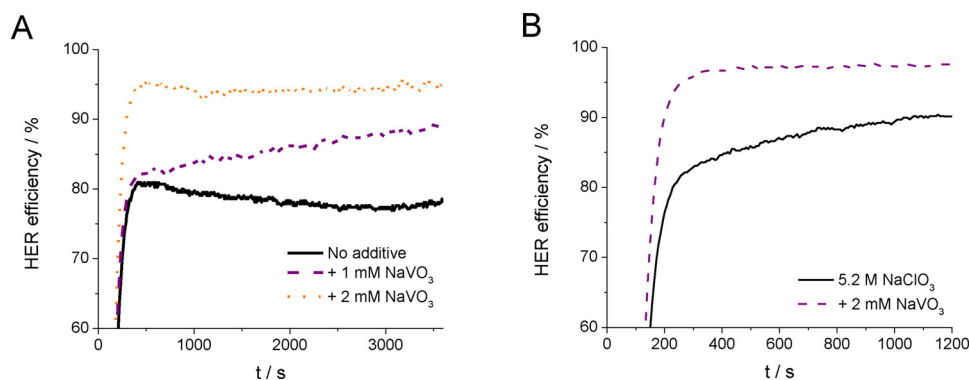 A
HER efficiency / %
100
90
80
70
60
0
1000
2000
3000
t / s
No additive
+ 1 mM NaVO₃
+ 2 mM NaVO₃
B
HER efficiency / %
100
90
80
70
60
0
200
400
600
800
1000
1200
t / s
5.2 M NaClO₃
+ 2 mM NaVO₃